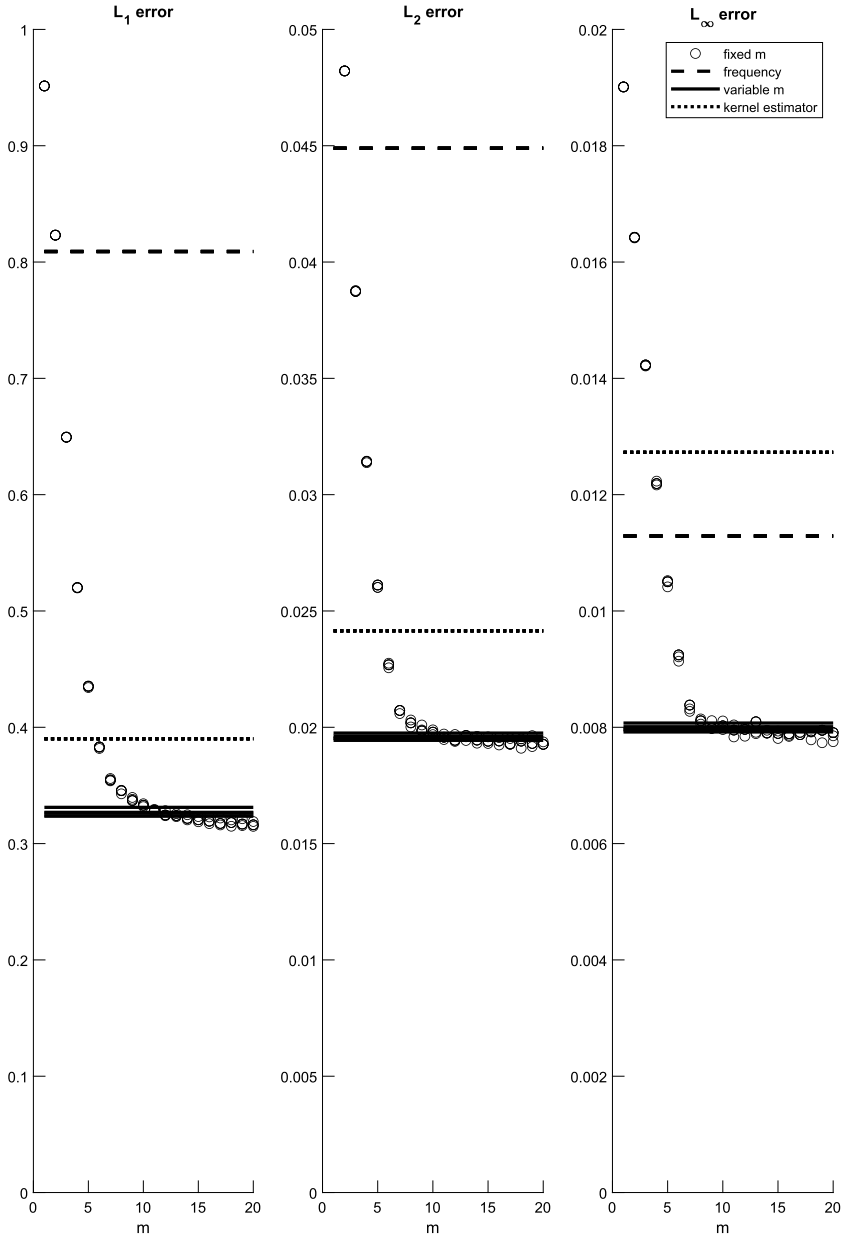 L1 error
1
0.9
0.8
0.7
0.6
0.5
0.4
0.3
0.2
0.1
0
0 5 10 15 20
m
L2 error
0.05
0.045
0.04
0.035
0.03
0.025
0.02
0.015
0.01
0.005
0
0 5 10 15 20
m
L∞ error
fixed m
frequency
variable m
kernel estimator
0.02
0.018
0.016
0.014
0.012
0.01
0.008
0.006
0.004
0.002
0
0 5 10 15 20
m